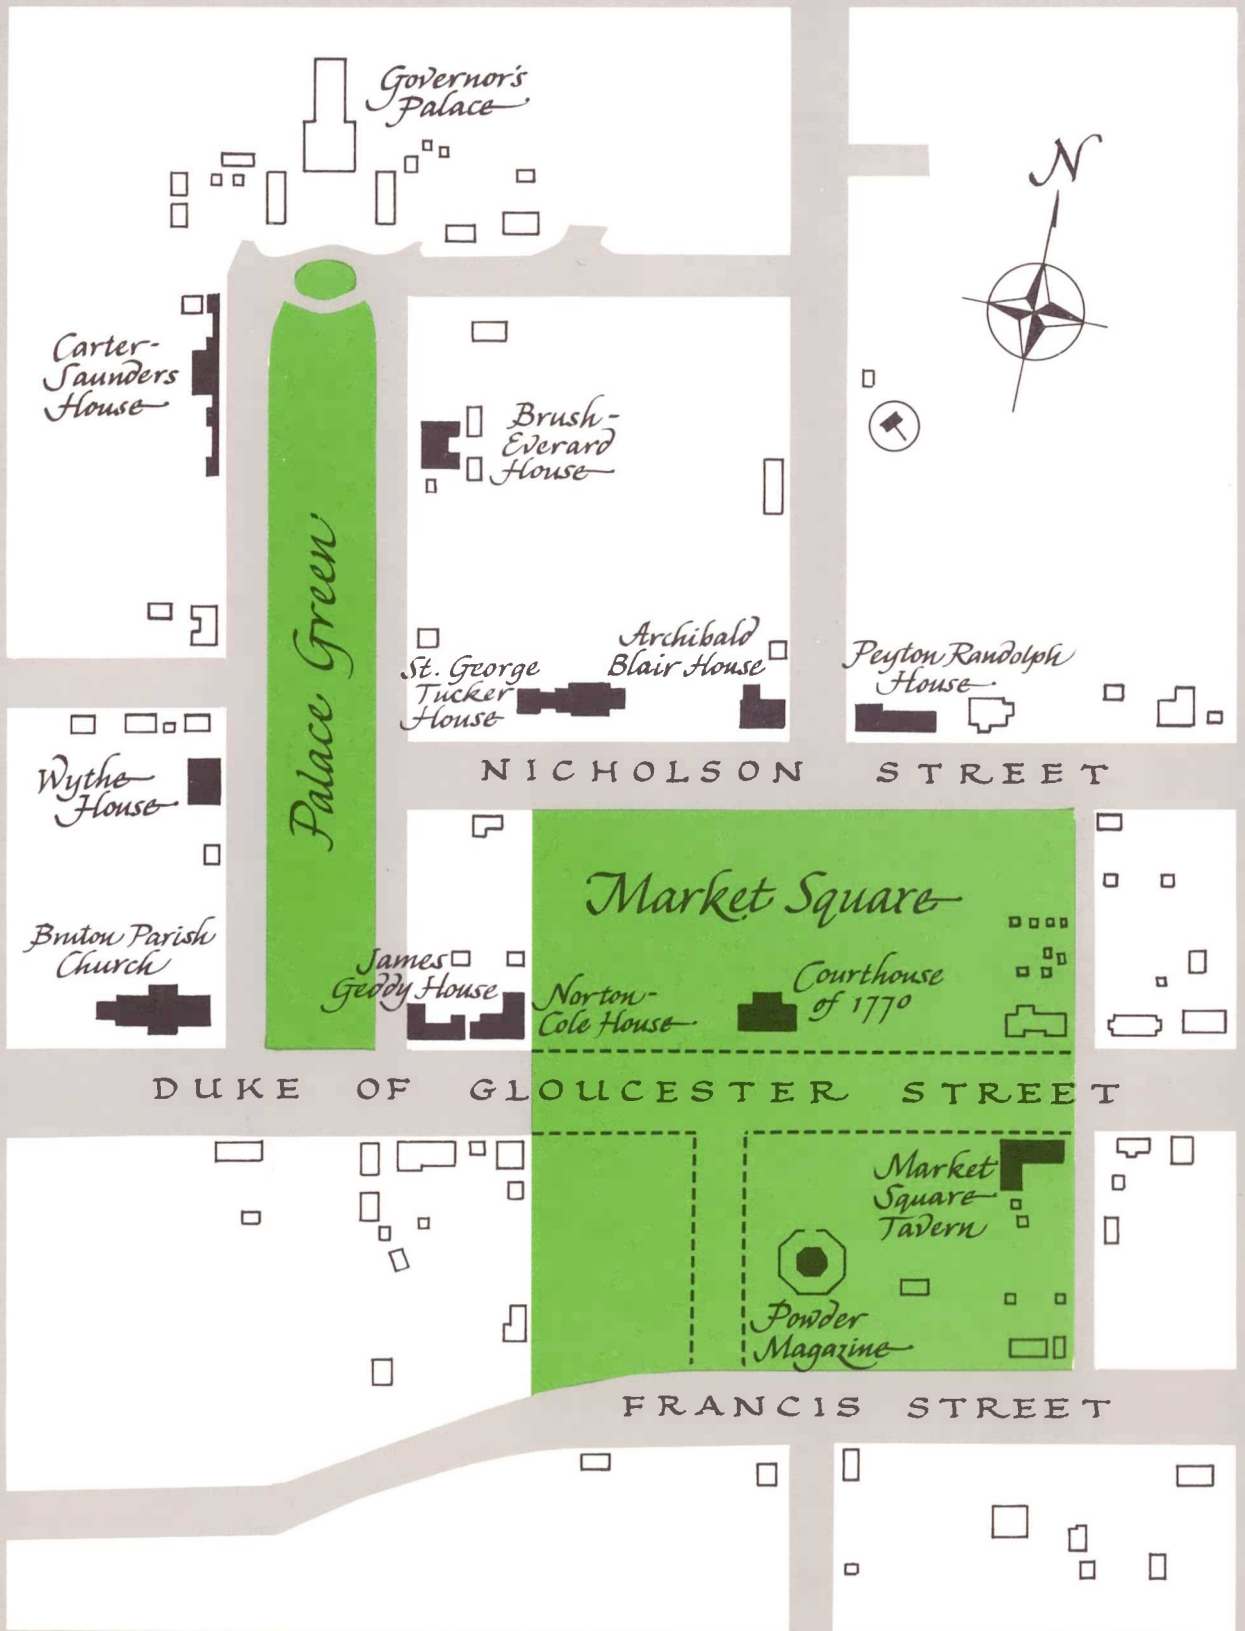 Governor's
Palace
N
Carter-
Saunders
House
Brush-
Everard
House
Palace Green
St. George
Tucker
House
Archibald
Blair House
Peyton Randolph
House
NICHOLSON STREET
Wythe
House
Market Square
Bruton Parish
Church
James
Geddy House
Norton-
Cole House
Courthouse
of 1770
DUKE OF GLOUCESTER STREET
Market
Square
Tavern
Powder
Magazine
FRANCIS STREET